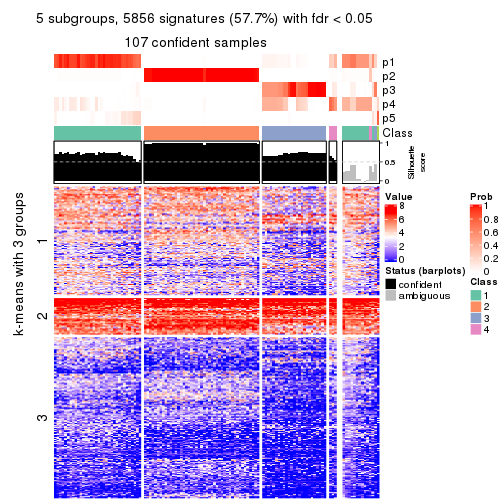 5 subgroups, 5856 signatures (57.7%) with fdr < 0.05
107 confident samples
p1
p2
p3
p4
p5
Class
1
0.5
0
Silhouette
score
k-means with 3 groups
1
2
3
Value
8
6
4
2
0
Status (barplots)
confident
ambiguous
Prob
1
0.8
0.6
0.4
0.2
0
Class
1
2
3
4